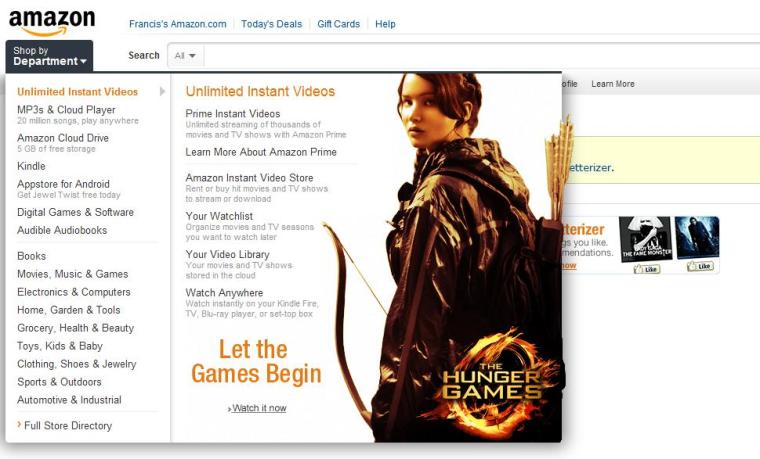 amazon
Francis's Amazon.com | Today's Deals | Gift Cards | Help
Shop by
Department
Search All
Unlimited Instant Videos
MP3s & Cloud Player
20 million songs, play anywhere
Amazon Cloud Drive
5 GB of free storage
Kindle
Appstore for Android
Get Jewel Twist free today
Digital Games & Software
Audible Audiobooks
Books
Movies, Music & Games
Electronics & Computers
Home, Garden & Tools
Grocery, Health & Beauty
Toys, Kids & Baby
Clothing, Shoes & Jewelry
Sports & Outdoors
Automotive & Industrial
Full Store Directory
Unlimited Instant Videos
Prime Instant Videos
Unlimited streaming of thousands of
movies and TV shows with Amazon Prime
Learn More About Amazon Prime
Amazon Instant Video Store
Rent or buy hit movies and TV shows
to stream or download
Your Watchlist
Organize movies and TV seasons
you want to watch later
Your Video Library
Your movies and TV shows
stored in the cloud
Watch Anywhere
Watch instantly on your Kindle Fire,
TV, Blu-ray player, or set-top box
Let the
Games Begin
Watch it now
THE
HUNGER
GAMES
ofile Learn More
etterizer.
tterizer
gs you like.
mendations.
now
LADY GAGA
THE FAME MONSTER
Like
Like